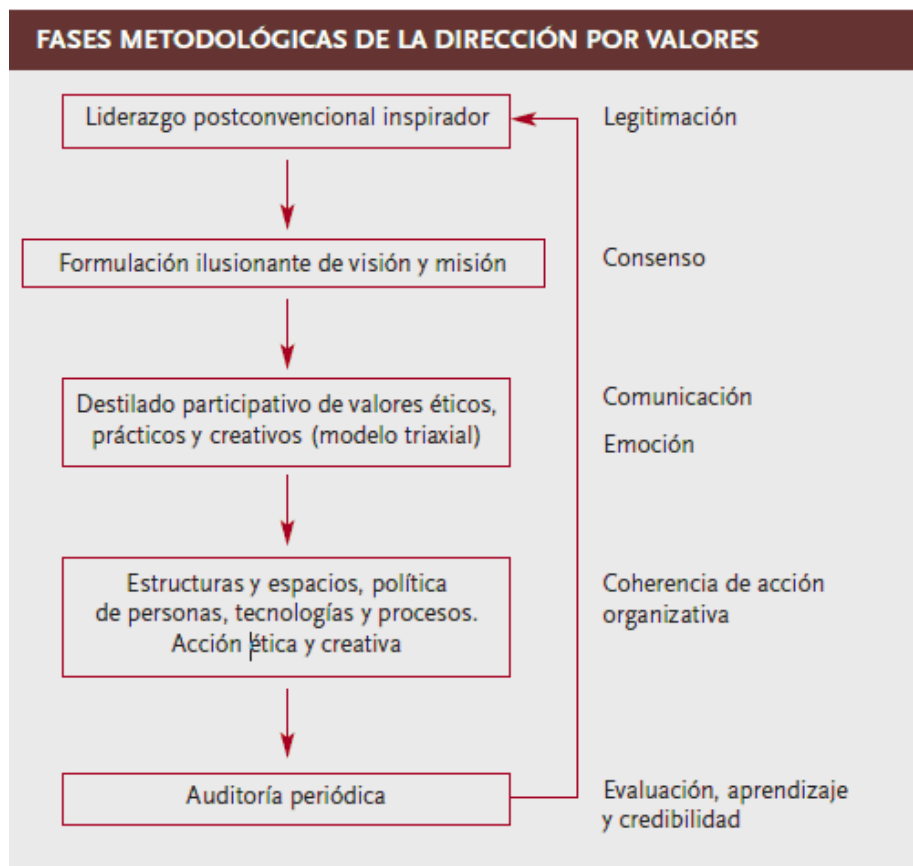 FASES METODOLÓGICAS DE LA DIRECCIÓN POR VALORES
Liderazgo postconvencional inspirador
Legitimación
Formulación ilusionante de visión y misión
Consenso
Destilado participativo de valores éticos,
prácticos y creativos (modelo triaxial)
Comunicación
Emoción
Estructuras y espacios, política
de personas, tecnologías y procesos.
Acción ética y creativa
Coherencia de acción
organizativa
Auditoría periódica
Evaluación, aprendizaje
y credibilidad